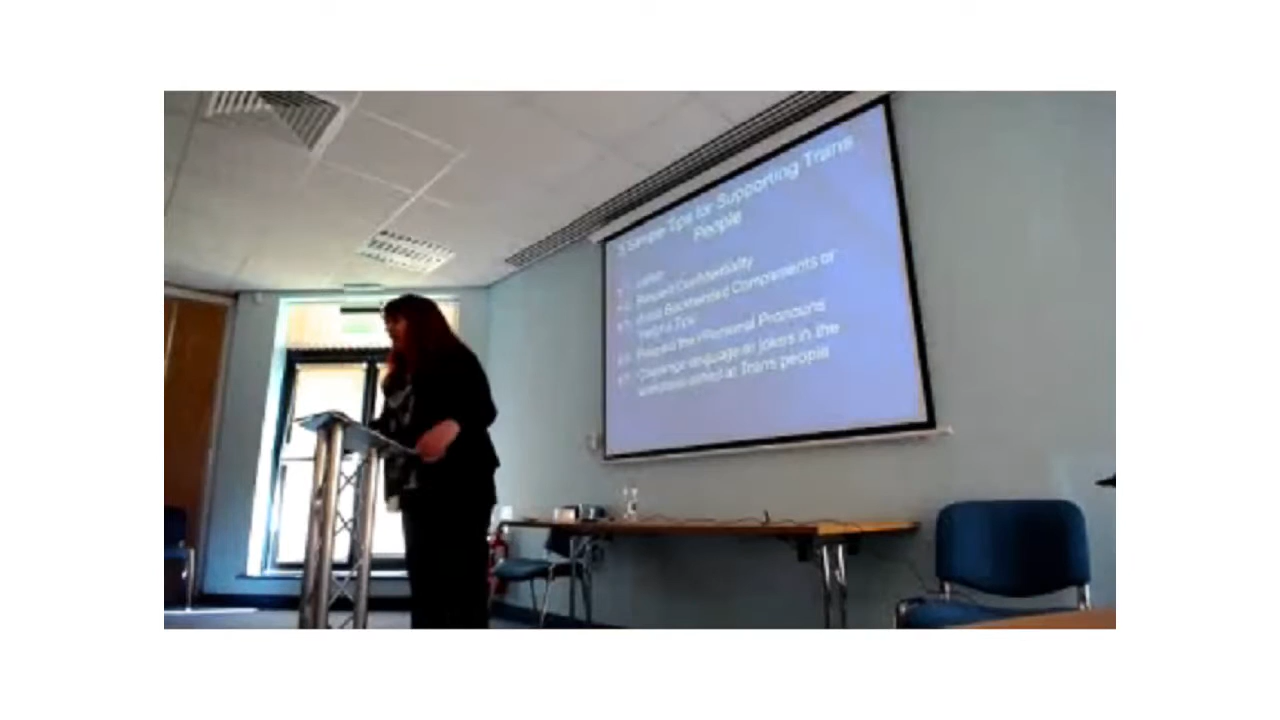 5 Simple Tips for Supporting Trans
People
Listen
Respect Confidentiality
Avoid Backhanded Complements or
Helpful Tips
Respect the Personal Pronouns
Challenge language or jokes in the
workplace aimed at Trans people